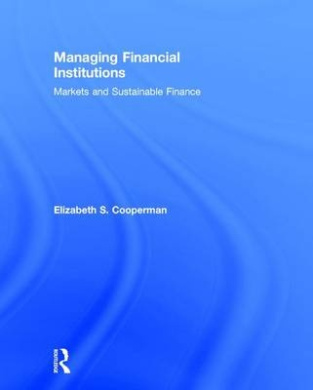 Managing Financial
Institutions
Markets and Sustainable Finance
Elizabeth S. Cooperman
Routledge